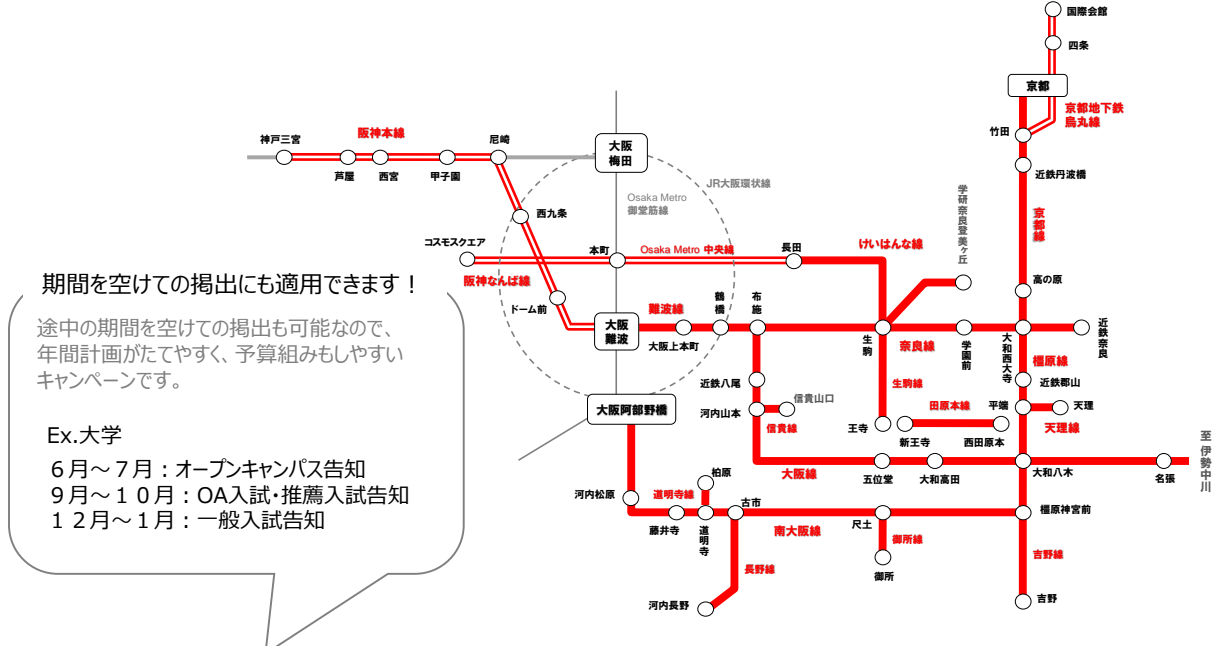 国際会館
四条
京都
京都地下鉄
烏丸線
竹田
近鉄丹波橋
京都線
高の原
神戸三宮
阪神本線
尼崎
芦屋
西宮
甲子園
大阪
梅田
JR大阪環状線
Osaka Metro
御堂筋線
西九条
コスモスクエア
本町
Osaka Metro 中央線
長田
けいはんな線
学研奈良登美ヶ丘
阪神なんば線
ドーム前
大阪
難波
難波線
大阪上本町
鶴橋
布施
生駒
奈良線
学園前
大和西大寺
近鉄奈良
橿原線
近鉄郡山
近鉄八尾
河内山本
信貴山口
信貴線
生駒線
王寺
田原本線
新王寺
西田原本
平端
天理
天理線
大阪阿部野橋
大阪線
五位堂
大和高田
大和八木
名張
至 伊勢中川
河内松原
柏原
道明寺線
古市
藤井寺
道明寺
南大阪線
尺土
橿原神宮前
御所線
御所
長野線
河内長野
吉野線
吉野
期間を空けての掲出にも適用できます！
途中の期間を空けての掲出も可能なので、
年間計画がたてやすく、予算組みもしやすい
キャンペーンです。
Ex.大学
６月～７月：オープンキャンパス告知
９月～１０月：OA入試・推薦入試告知
１２月～１月：一般入試告知